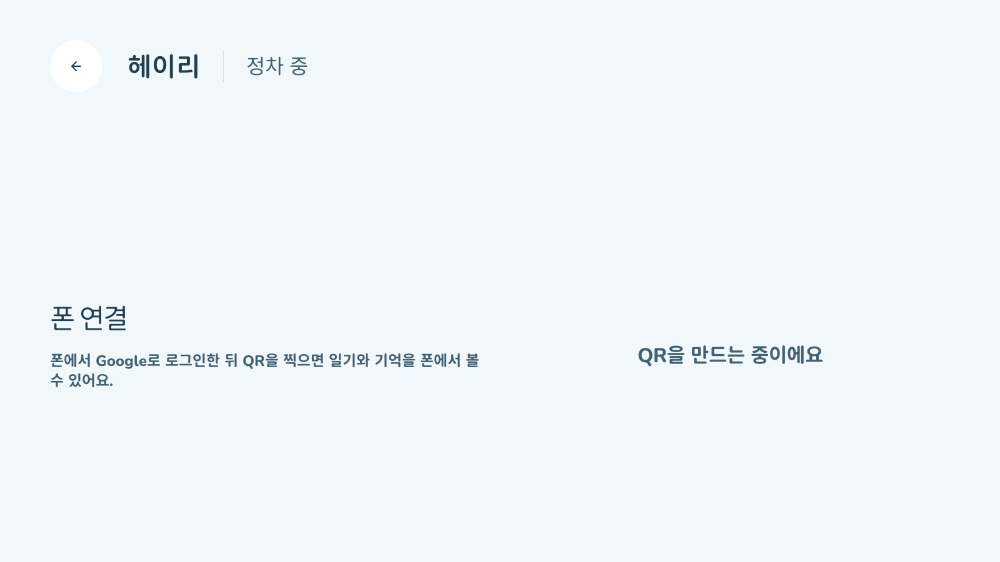 헤이리
정차 중
폰 연결
폰에서 Google로 로그인한 뒤 QR을 찍으면 일기와 기억을 폰에서 볼
수 있어요.
QR을 만드는 중이에요